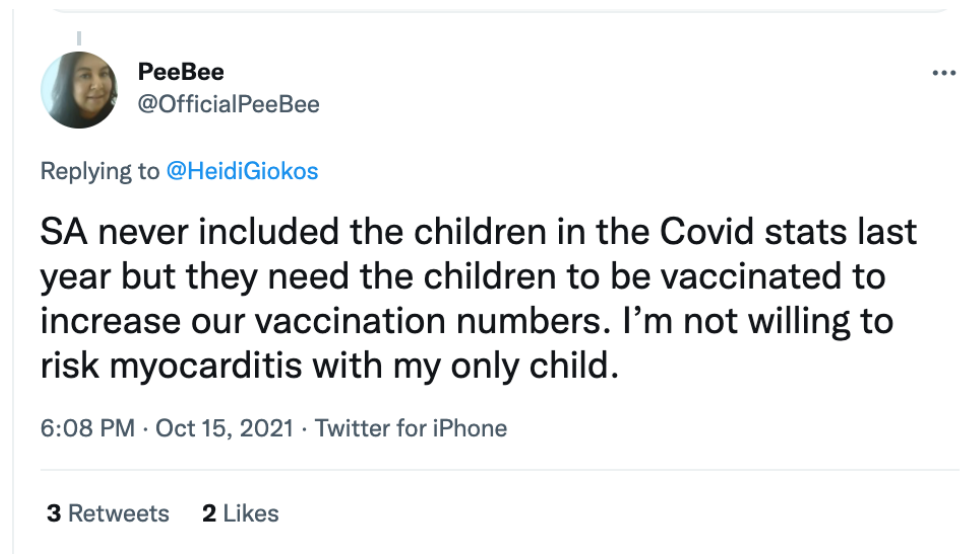 PeeBee
@OfficialPeeBee
Replying to @HeidiGiokos
SA never included the children in the Covid stats last
year but they need the children to be vaccinated to
increase our vaccination numbers. I’m not willing to
risk myocarditis with my only child.
6:08 PM · Oct 15, 2021 · Twitter for iPhone
3 Retweets 2 Likes